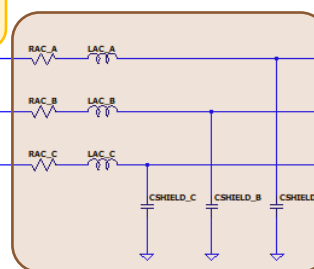 RAC_A LAC_A
RAC_B LAC_B
RAC_C LAC_C
CSHIELD_C CSHIELD_B CSHIELD